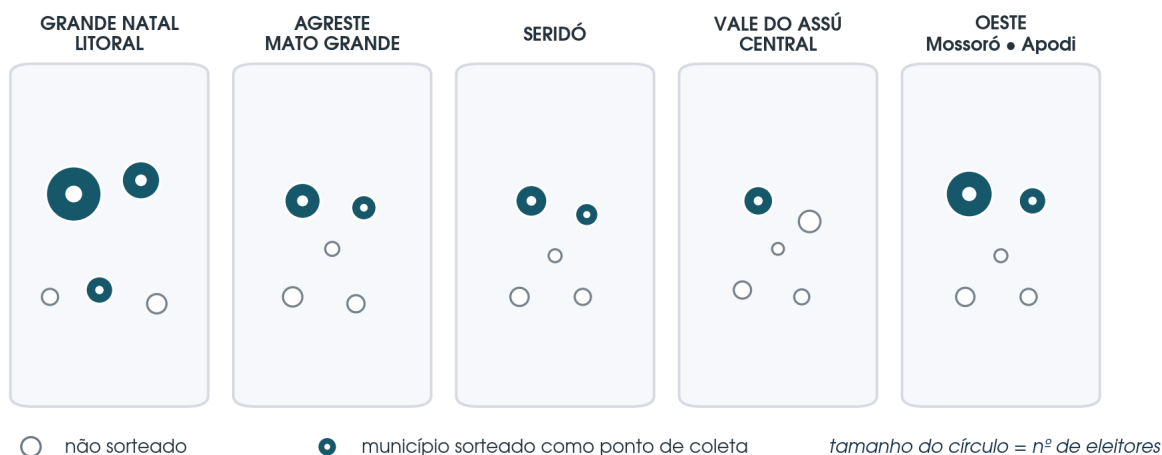 GRANDE NATAL
LITORAL
AGRESTE
MATO GRANDE
SERIDÓ
VALE DO ASSÚ
CENTRAL
OESTE
Mossoró • Apodi
não sorteado
município sorteado como ponto de coleta
tamanho do círculo = nº de eleitores